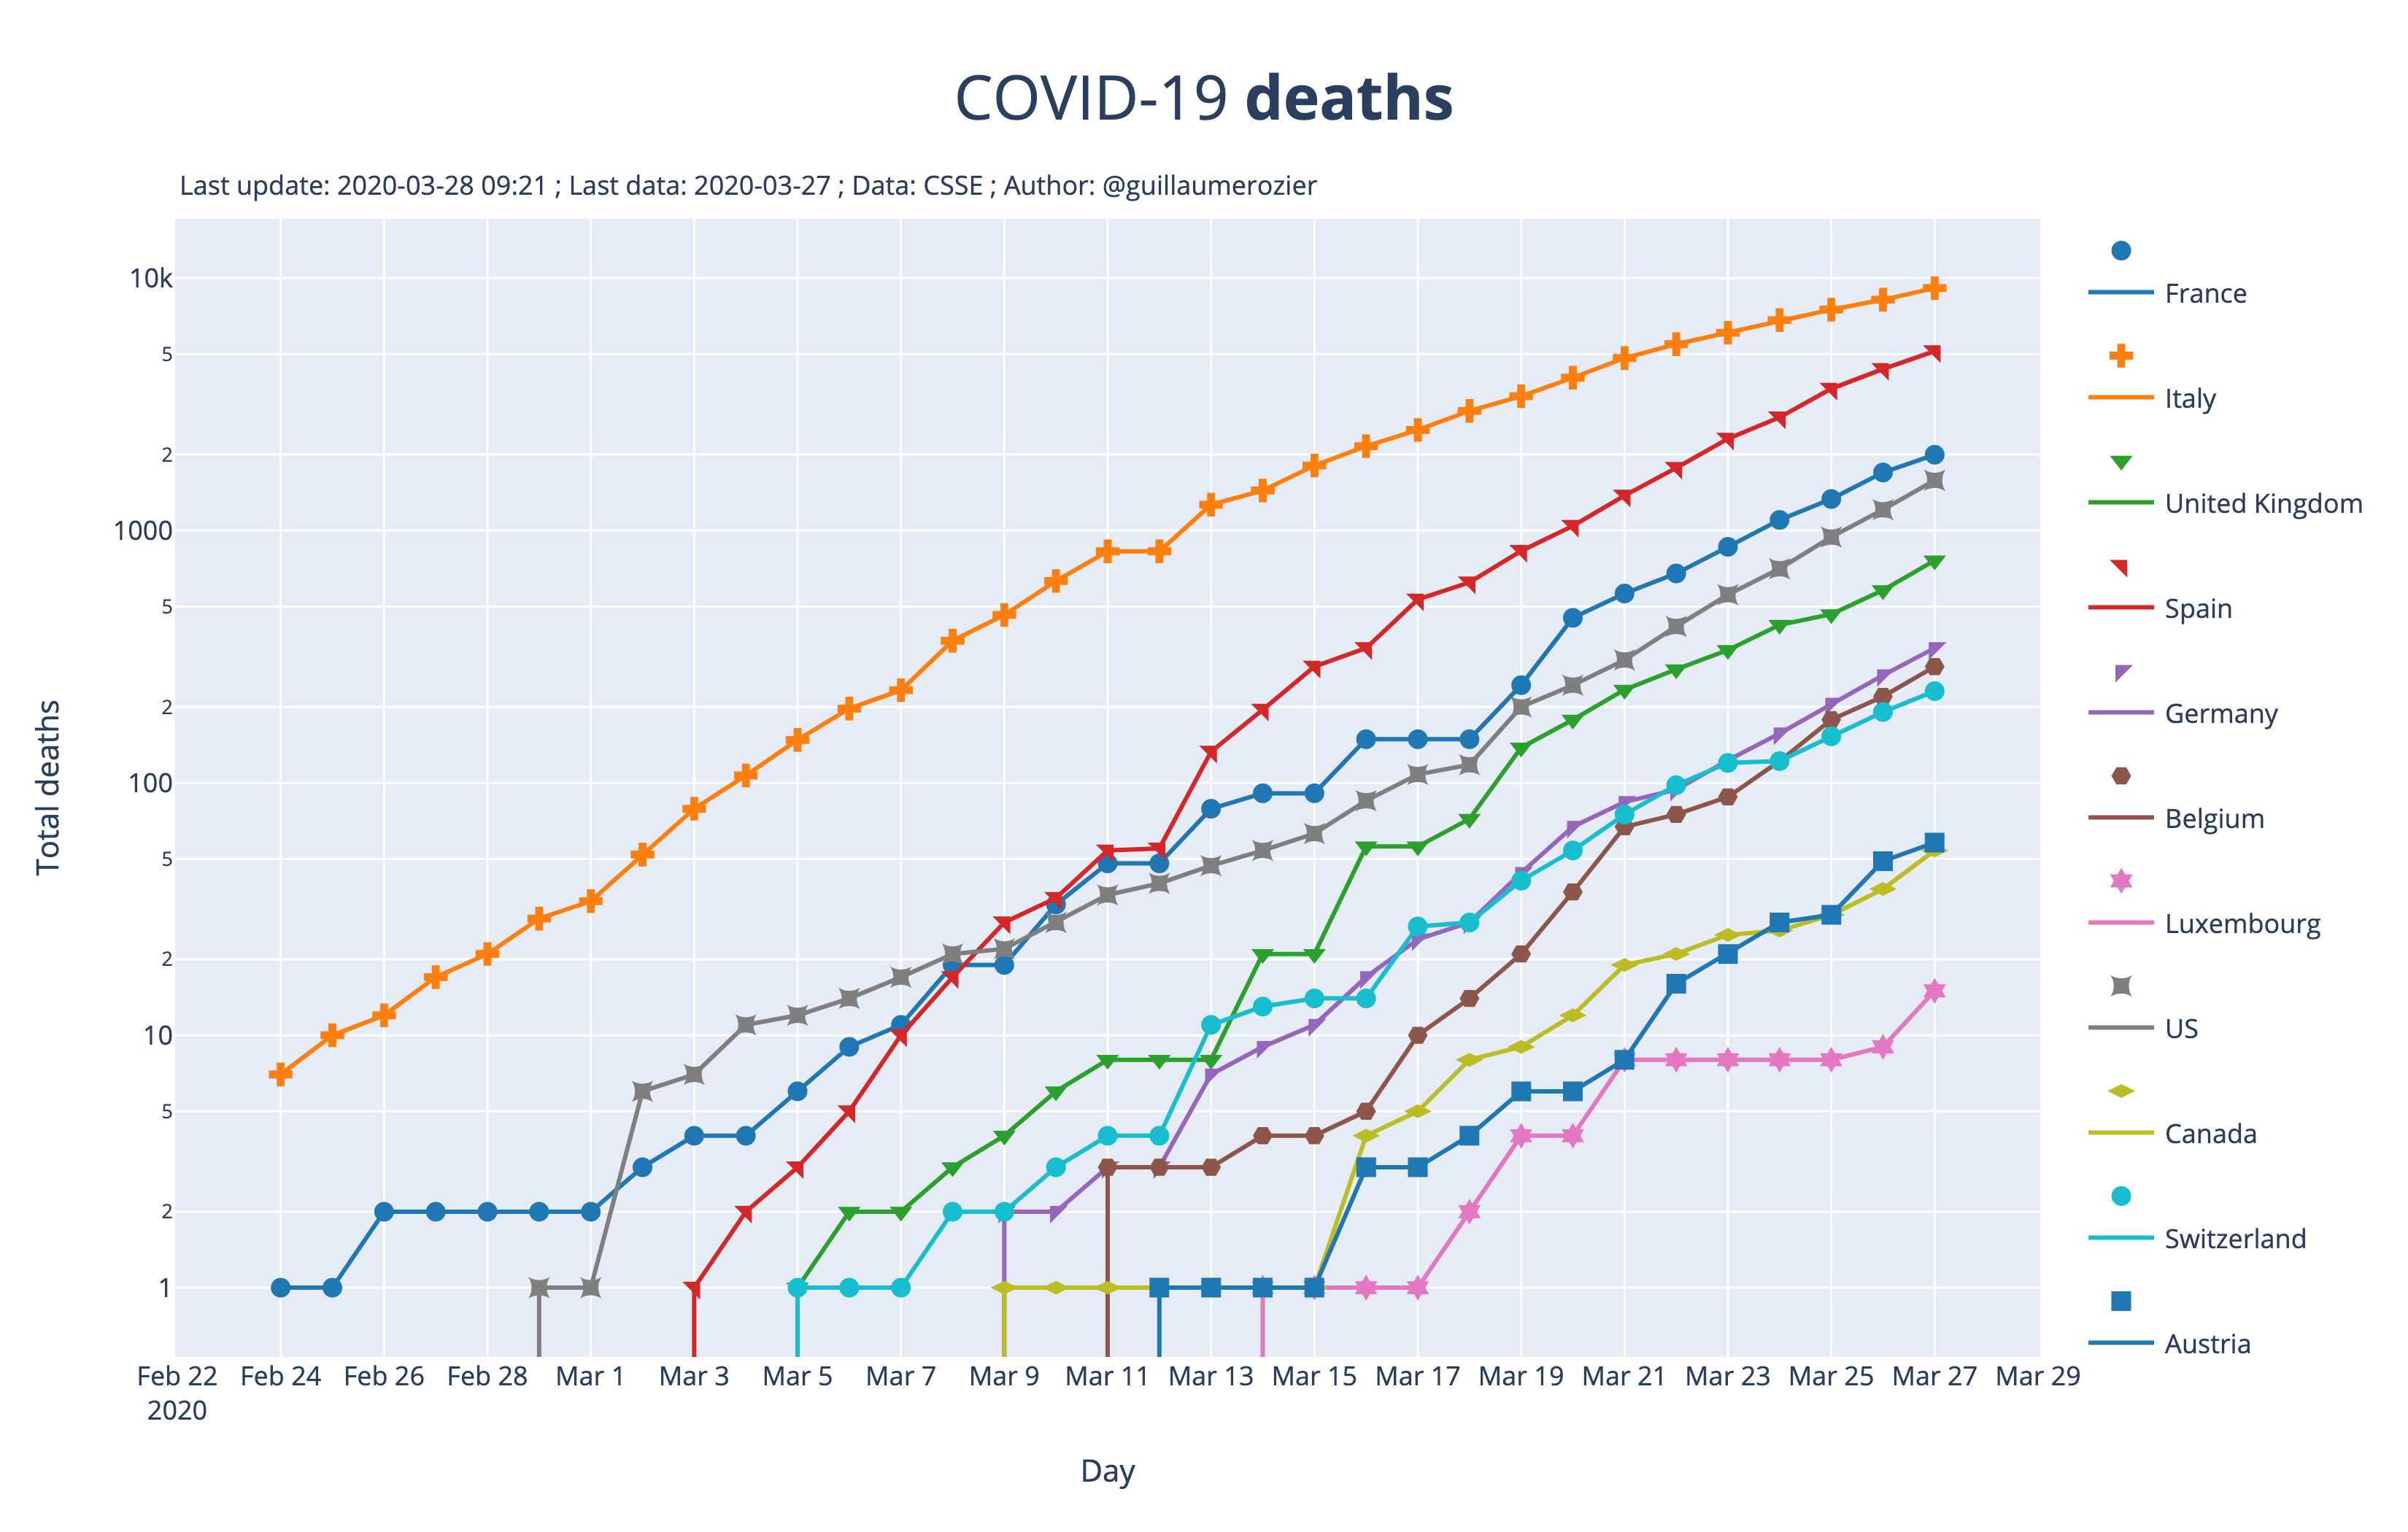 COVID-19 deaths
Last update: 2020-03-28 09:21 ; Last data: 2020-03-27 ; Data: CSSE ; Author: @guillaumerozier
Total deaths
10k
5
2
1000
5
2
100
5
2
10
5
2
1
Feb 22 Feb 24 Feb 26 Feb 28 Mar 1 Mar 3 Mar 5 Mar 7 Mar 9 Mar 11 Mar 13 Mar 15 Mar 17 Mar 19 Mar 21 Mar 23 Mar 25 Mar 27 Mar 29
2020
Day
France
Italy
United Kingdom
Spain
Germany
Belgium
Luxembourg
US
Canada
Switzerland
Austria